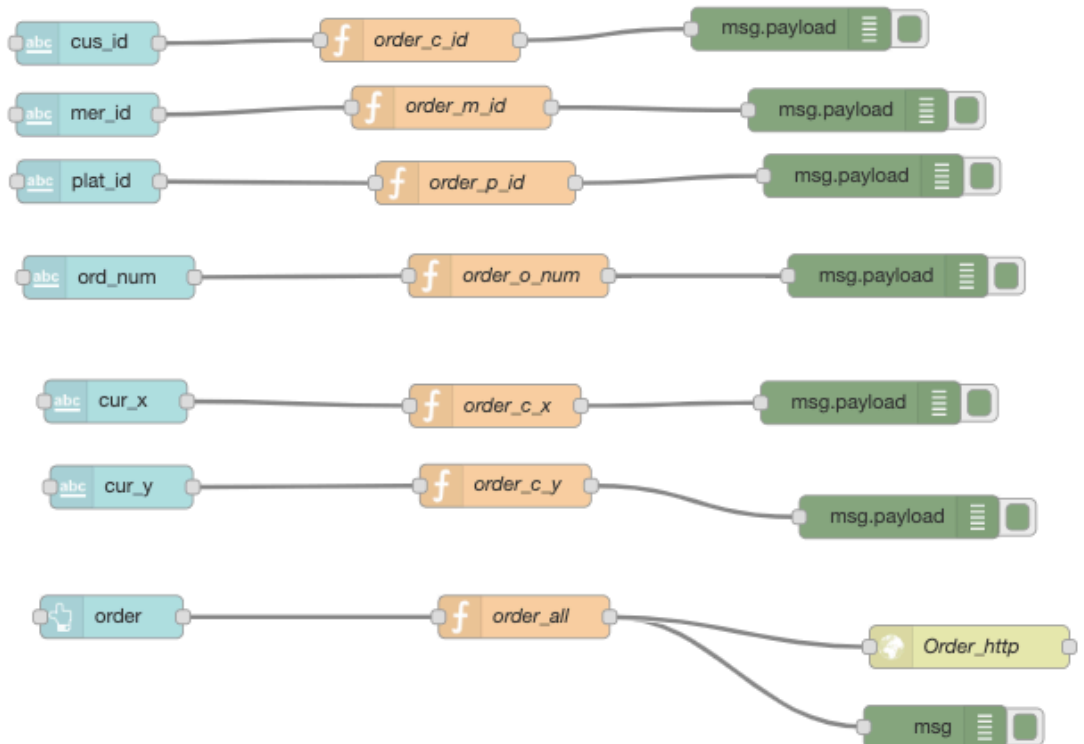 abc cus_id order_c_id msg.payload
abc mer_id order_m_id msg.payload
abc plat_id order_p_id msg.payload
abc ord_num order_o_num msg.payload
abc cur_x order_c_x msg.payload
abc cur_y order_c_y msg.payload
order order_all
Order_http
msg